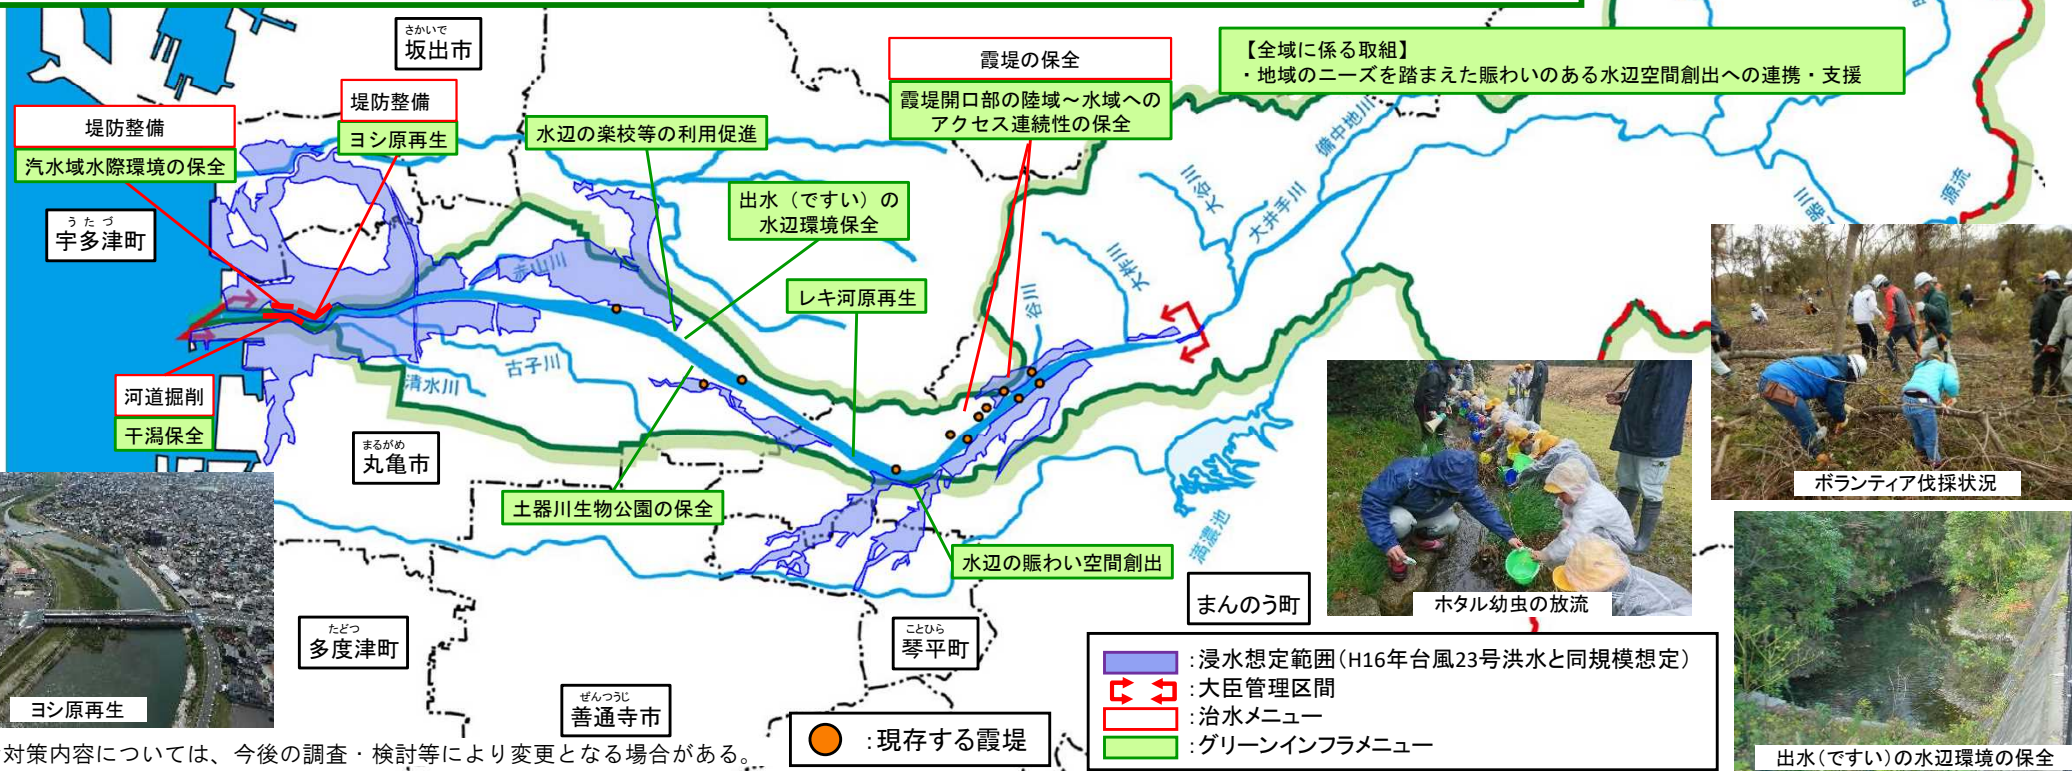 さかいで
坂出市
堤防整備
汽水域水際環境の保全
堤防整備
ヨシ原再生
水辺の楽校等の利用促進
出水（ですい）の
水辺環境保全
霞堤の保全
霞堤開口部の陸域～水域への
アクセス連続性の保全
【全域に係る取組】
・地域のニーズを踏まえた賑わいのある水辺空間創出への連携・支援
うたづ
宇多津町
赤山川
レキ河原再生
古子川
清水川
谷川
大柞川
大谷川
大井手川
備中地川
源流
満濃池
河道掘削
干潟保全
まるがめ
丸亀市
土器川生物公園の保全
水辺の賑わい空間創出
まんのう町
たどつ
多度津町
ことひら
琴平町
ぜんつうじ
善通寺市
ヨシ原再生
ホタル幼虫の放流
ボランティア伐採状況
出水（ですい）の水辺環境の保全
：浸水想定範囲（H16年台風23号洪水と同規模想定）
：大臣管理区間
：治水メニュー
：グリーンインフラメニュー
：現存する霞堤
対策内容については、今後の調査・検討等により変更となる場合がある。